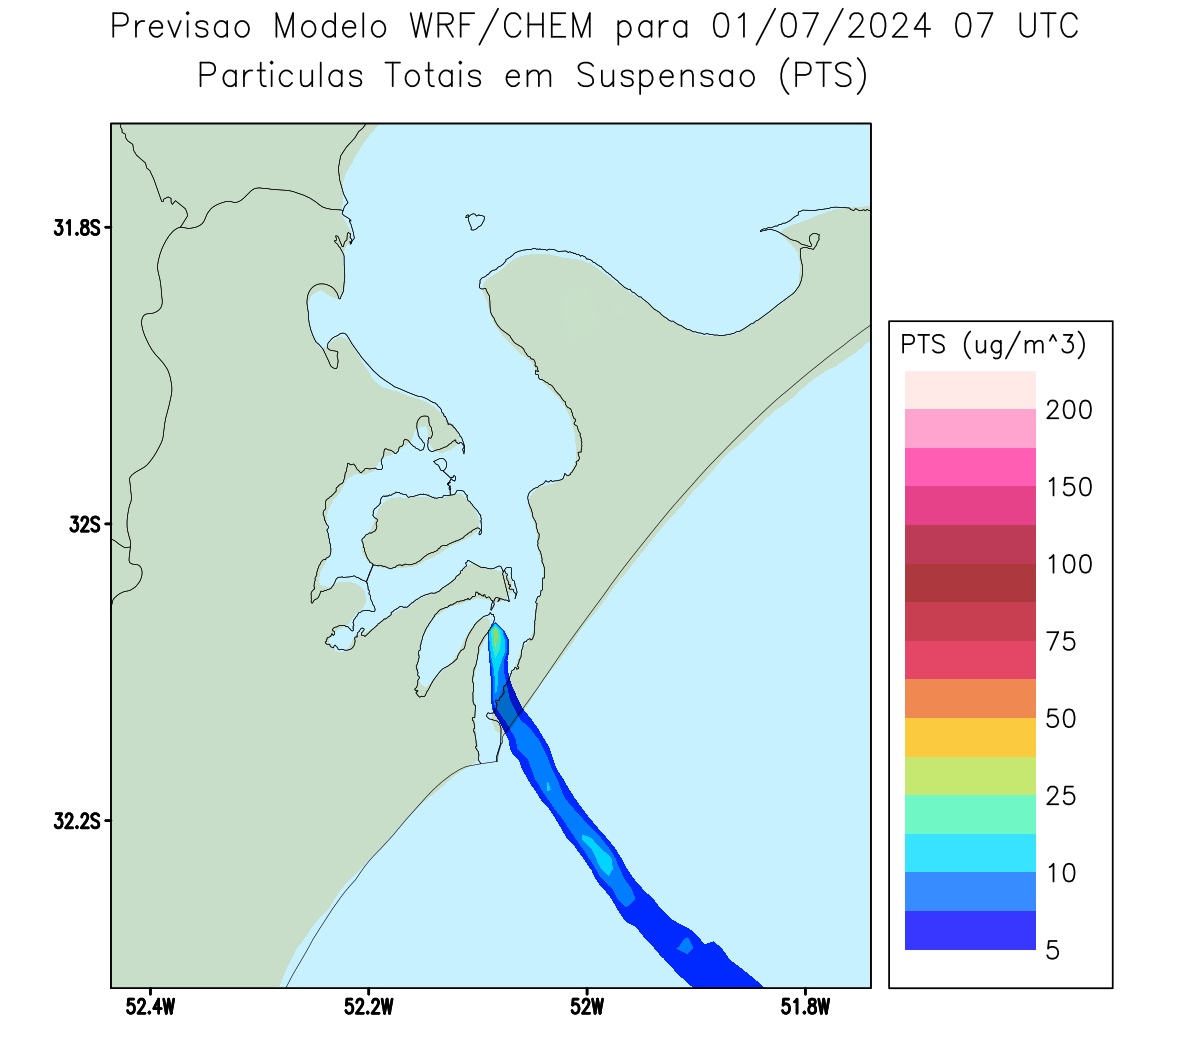 Previsao Modelo WRF/CHEM para 01/07/2024 07 UTC
Particulas Totais em Suspensao (PTS)
31.8S
32S
32.2S
52.4W
52.2W
52W
51.8W
PTS (ug/m^3)
200
150
100
75
50
25
10
5